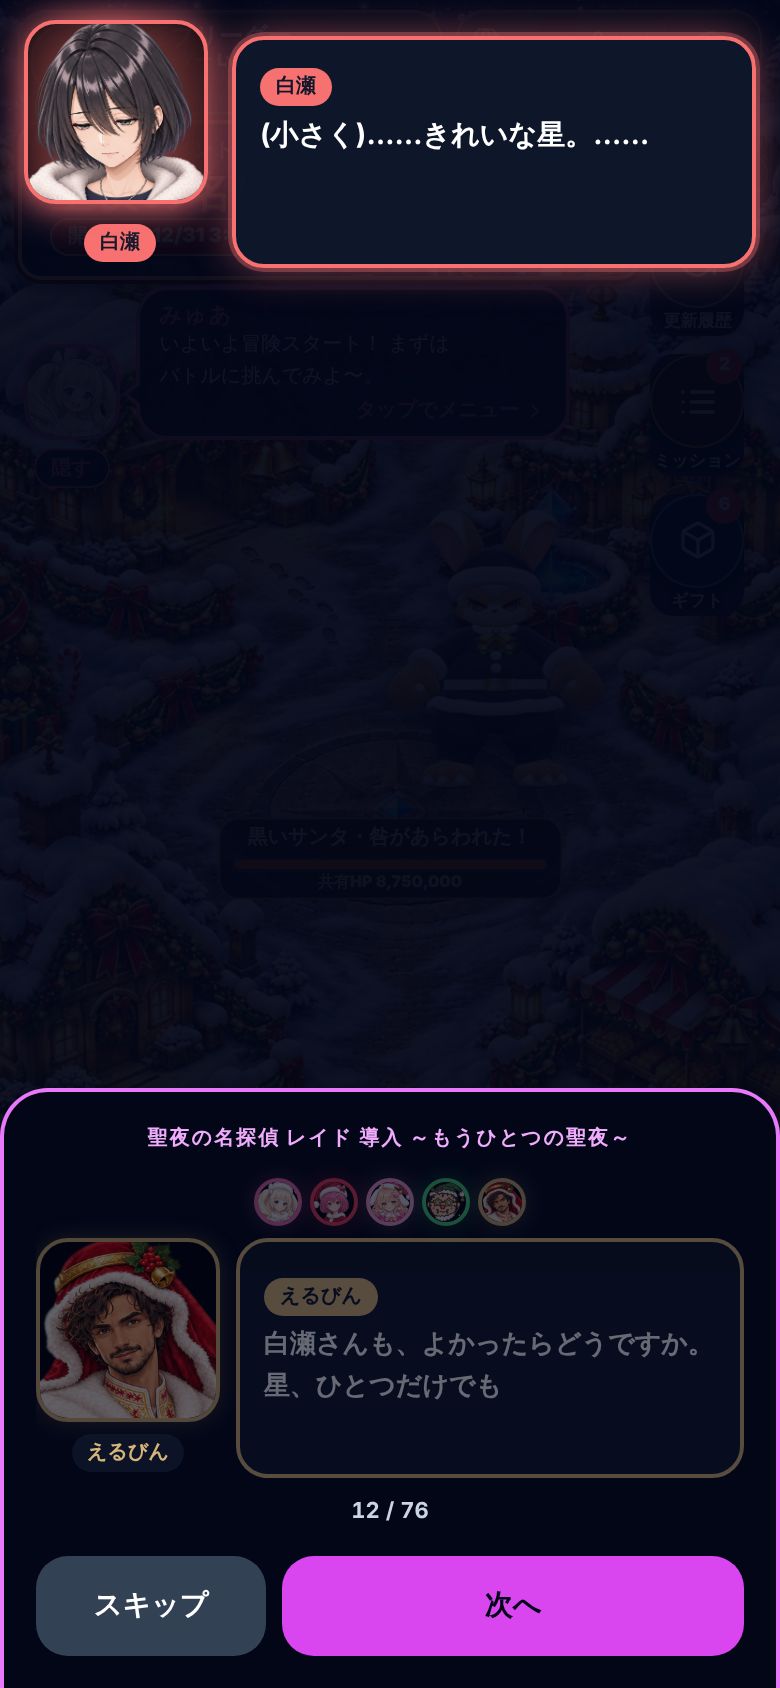 白瀬
(小さく)……きれいな星。……
白瀬
みゅあ
いよいよ冒険スタート！ まずは
バトルに挑んでみよ〜。
タップでメニュー
隠す
更新履歴
2
ミッション
6
ギフト
黒いサンタ・咎があらわれた！
共有HP 8,750,000
聖夜の名探偵 レイド 導入 ～もうひとつの聖夜～
えるびん
白瀬さんも、よかったらどうですか。
星、ひとつだけでも
えるびん
12 / 76
スキップ
次へ